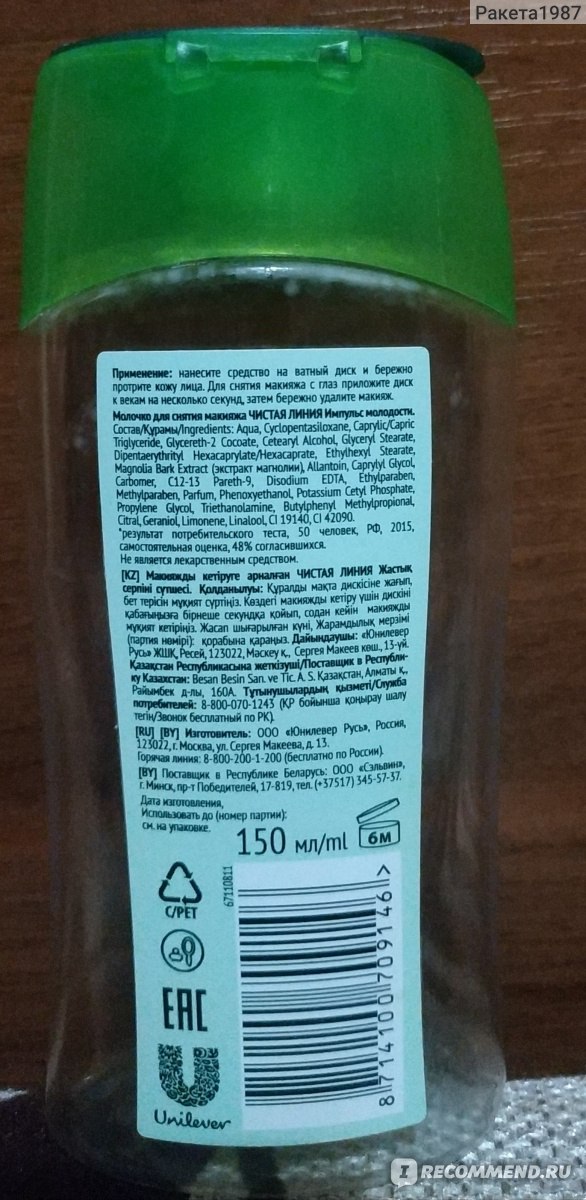 Ракета1987
Применение: нанесите средство на ватный диск и бережно
протрите кожу лица. Для снятия макияжа с глаз приложите диск
к векам на несколько секунд, затем бережно удалите макияж.
Молочко для снятия макияжа ЧИСТАЯ ЛИНИЯ Импульс молодости.
Состав/Құрамы/Ingredients: Aqua, Cyclopentasiloxane, Caprylic/Capric
Triglyceride, Glycereth-2 Cocoate, Cetearyl Alcohol, Glyceryl Stearate,
Dipentaerythrityl Hexacaprylate/Hexacaprate, Ethylhexyl Stearate,
Magnolia Bark Extract (экстракт магнолии), Allantoin, Caprylyl Glycol,
Carbomer, C12-13 Pareth-9, Disodium EDTA, Ethylparaben,
Methylparaben, Parfum, Phenoxyethanol, Potassium Cetyl Phosphate,
Propylene Glycol, Triethanolamine, Butylphenyl Methylpropional,
Citral, Geraniol, Limonene, Linalool, CI 19140, CI 42090.
*результат потребительского теста, 50 человек, РФ, 2015,
самостоятельная оценка, 48% согласившихся.
Не является лекарственным средством.
[KZ] Макияжды кетіруге арналған ЧИСТАЯ ЛИНИЯ Жастық
серпіні сүтшесі. Қолданылуы: Құралды мақта дискісіне жағып,
бет терісін мұқият сүртіңіз. Көздегі макияжды кетіру үшін дискіні
қабағыңызға бірнеше секундқа қойып, содан кейін макияжды
мұқият кетіріңіз. Жасап шығарылған күні, Жарамдылық мерзімі
(партия нөмірі): қорабына қараңыз. Дайындаушы: «Юнилевер
Русь» ЖШҚ, Ресей, 123022, Мәскеу қ., Сергея Макеев көш., 13-үй.
Қазақстан Республикасына жеткізуші/Поставщик в Республи-
ку Казахстан: Besan Besin San. ve Tic. A. S. Қазақстан, Алматы қ.,
Райымбек д-лы, 160А. Тұтынушылардың қызметі/Служба
потребителей: 8-800-070-1243 (ҚР бойынша қоңырау шалу
тегін/Звонок бесплатный по РК).
[RU] [BY] Изготовитель: ООО «Юнилевер Русь», Россия,
123022, г. Москва, ул. Сергея Макеева, д. 13.
Горячая линия: 8-800-200-1-200 (бесплатно по России).
[BY] Поставщик в Республике Беларусь: ООО «Сэльвин»,
г. Минск, пр-т Победителей, 17-819, тел. (+37517) 345-57-37.
Дата изготовления,
Использовать до (номер партии):
см. на упаковке.
150 мл/ml
6М
C/PET
67110811
EAC
Unilever
8 714100 709146 >
IRECOMMEND.RU